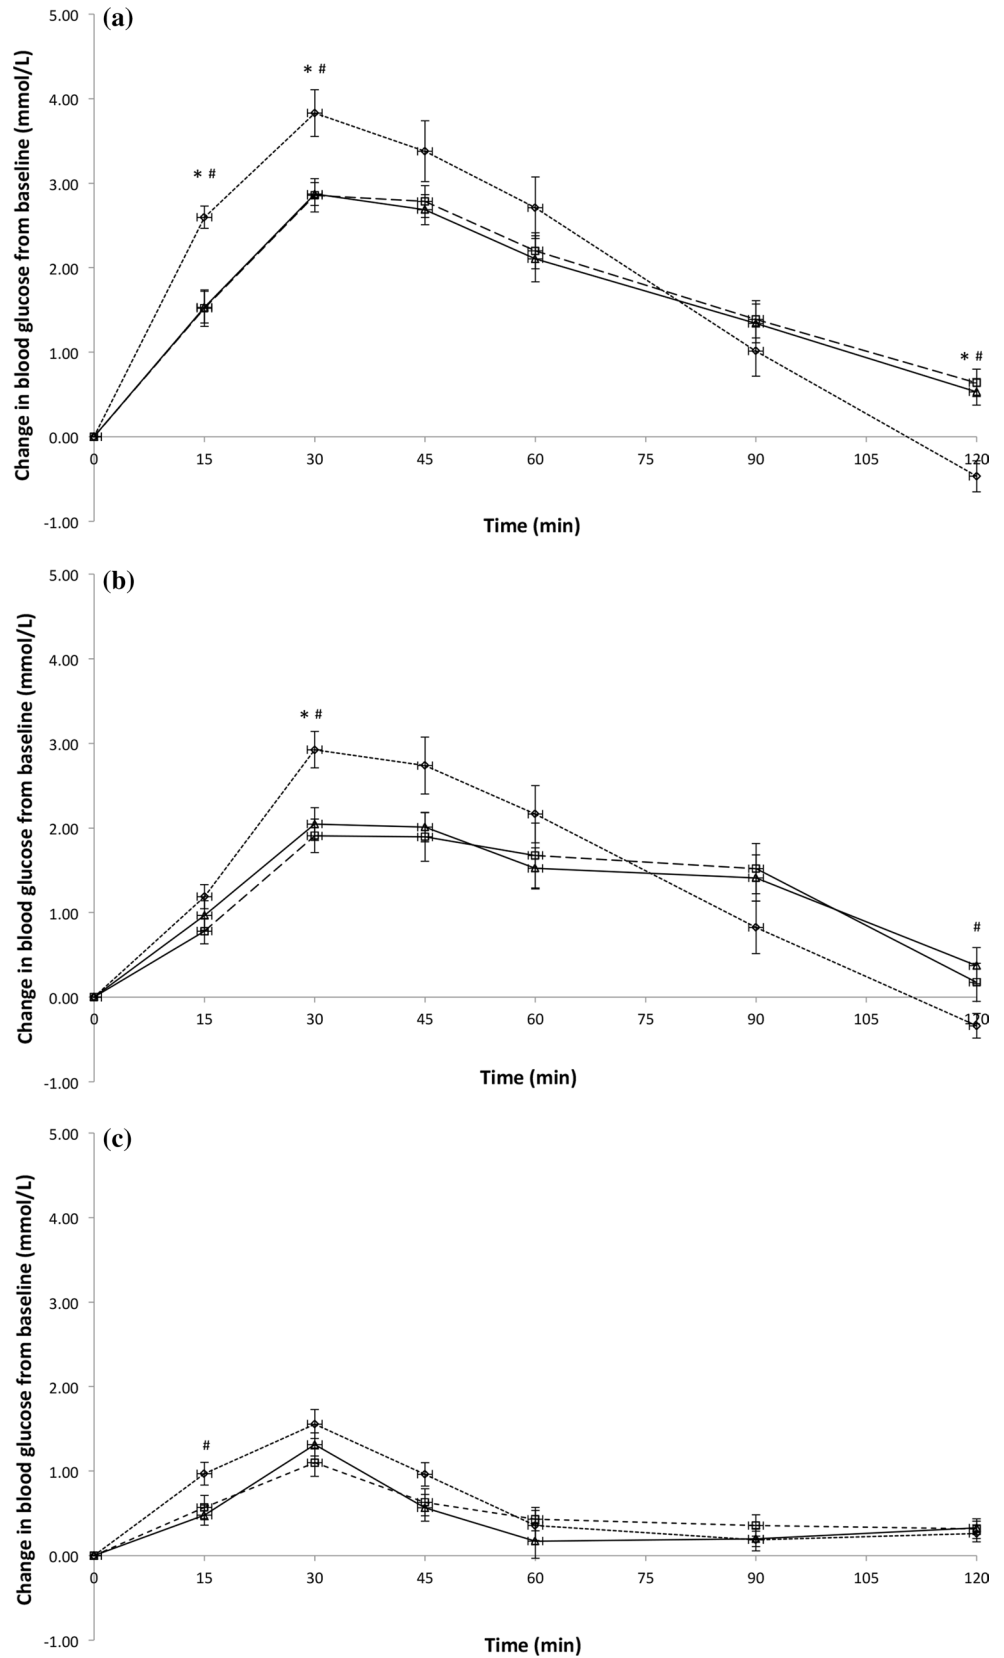 (a)
Change in blood glucose from baseline (mmol/L)
5.00
4.00
3.00
2.00
1.00
0.00
-1.00
* #
* #
* #
0 15 30 45 60 75 90 105 120
Time (min)
(b)
Change in blood glucose from baseline (mmol/L)
5.00
4.00
3.00
2.00
1.00
0.00
-1.00
* #
#
0 15 30 45 60 75 90 105 120
Time (min)
(c)
Change in blood glucose from baseline (mmol/L)
5.00
4.00
3.00
2.00
1.00
0.00
-1.00
#
0 15 30 45 60 75 90 105 120
Time (min)